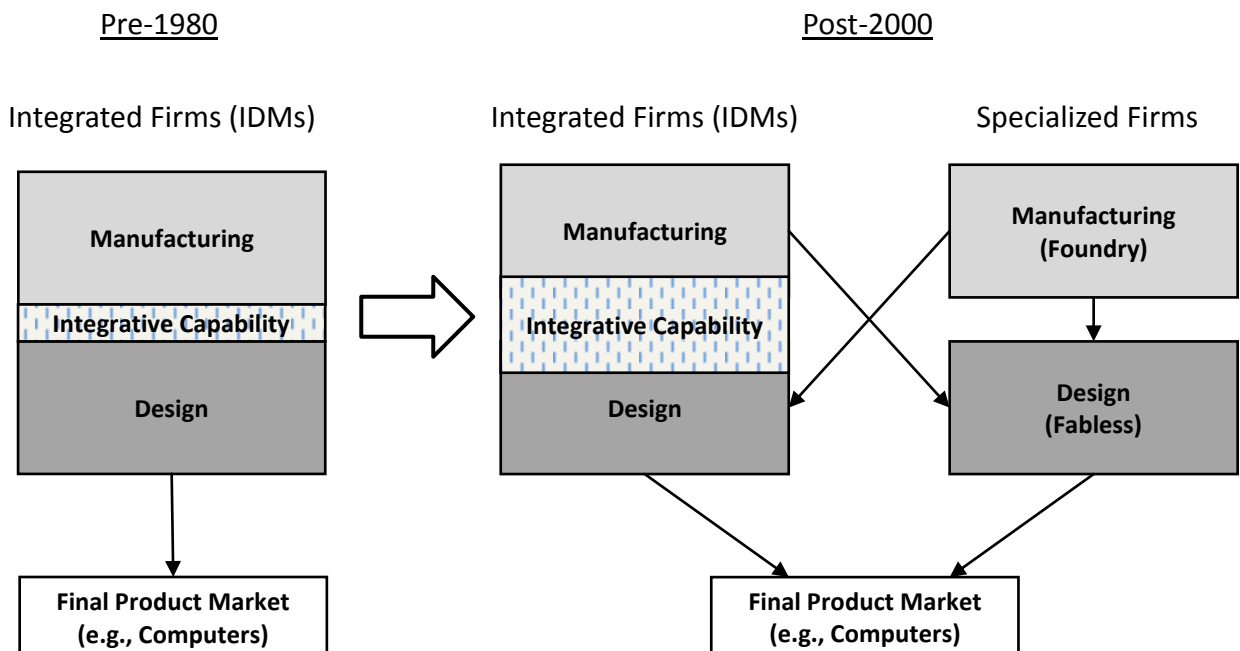 Pre-1980
Post-2000
Integrated Firms (IDMs)
Integrated Firms (IDMs)
Specialized Firms
Manufacturing
Integrative Capability
Design
Manufacturing
Integrative Capability
Design
Manufacturing
(Foundry)
Design
(Fabless)
Final Product Market
(e.g., Computers)
Final Product Market
(e.g., Computers)